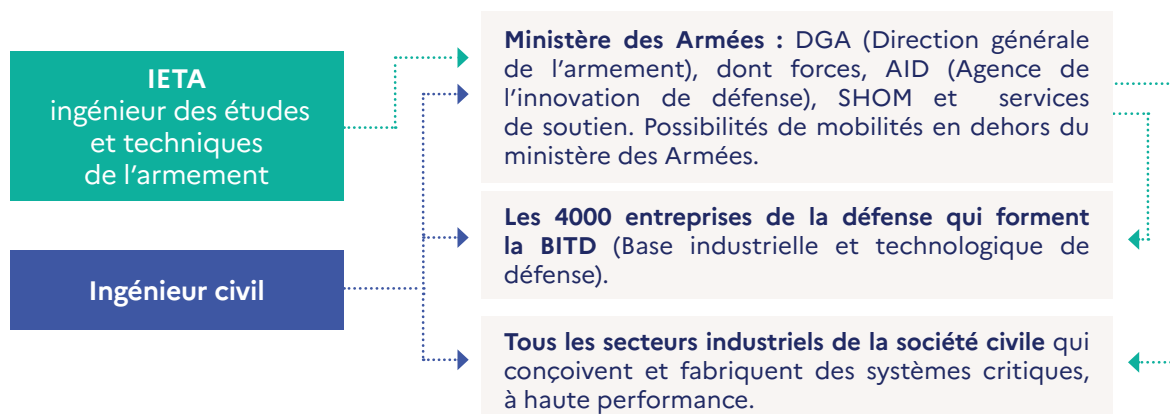 IETA
ingénieur des études
et techniques
de l'armement
Ingénieur civil
Ministère des Armées : DGA (Direction générale
de l'armement), dont forces, AID (Agence de
l'innovation de défense), SHOM et services
de soutien. Possibilités de mobilités en dehors du
ministère des Armées.
Les 4000 entreprises de la défense qui forment
la BITD (Base industrielle et technologique de
défense).
Tous les secteurs industriels de la société civile qui
conçoivent et fabriquent des systèmes critiques,
à haute performance.